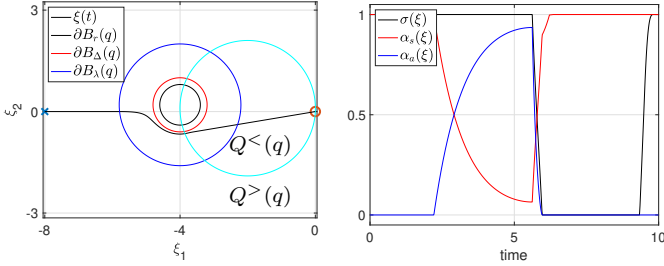 ξ(t)
∂B_r(q)
∂B_Δ(q)
∂B_λ(q)
3
0
-3
ξ_2
-8
-4
0
ξ_1
Q^<(q)
Q^>(q)
σ(ξ)
α_s(ξ)
α_a(ξ)
1
0.5
0
0
5
10
time